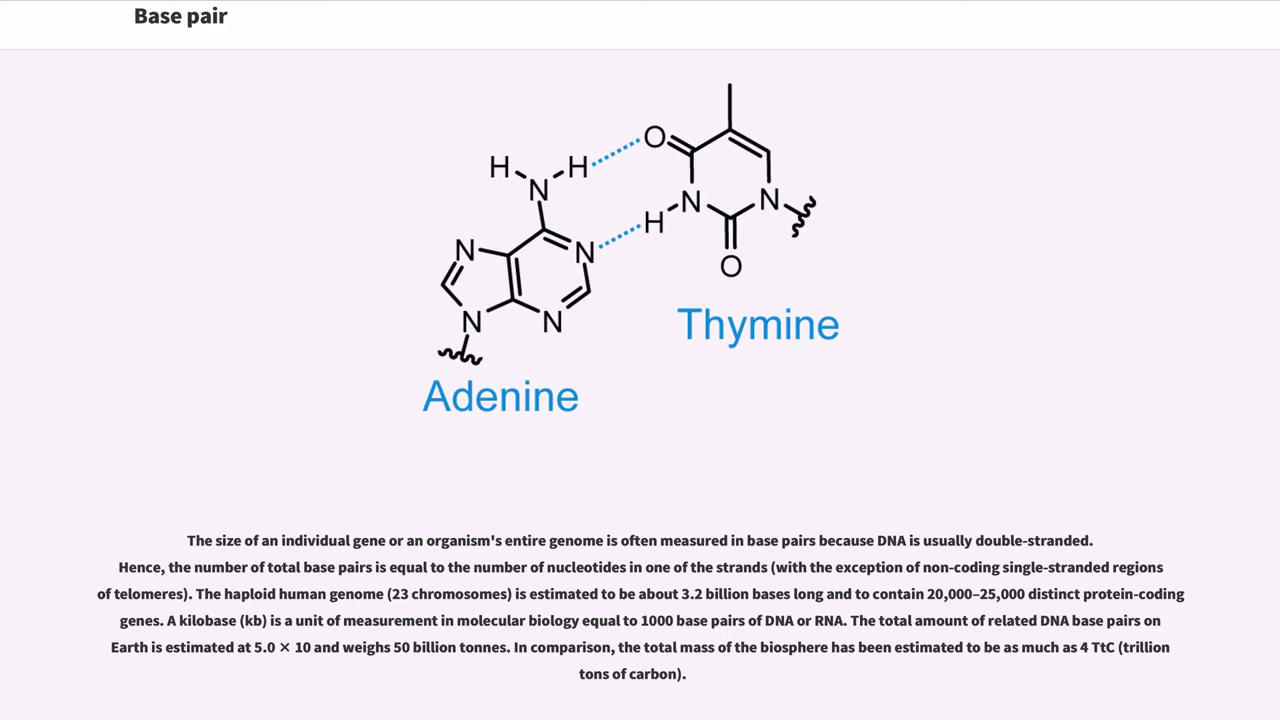 Base pair
O
H H
N
N
N
H
N
N
O
N
N
N
Thymine
Adenine
The size of an individual gene or an organism's entire genome is often measured in base pairs because DNA is usually double-stranded.
Hence, the number of total base pairs is equal to the number of nucleotides in one of the strands (with the exception of non-coding single-stranded regions
of telomeres). The haploid human genome (23 chromosomes) is estimated to be about 3.2 billion bases long and to contain 20,000–25,000 distinct protein-coding
genes. A kilobase (kb) is a unit of measurement in molecular biology equal to 1000 base pairs of DNA or RNA. The total amount of related DNA base pairs on
Earth is estimated at 5.0 × 10 and weighs 50 billion tonnes. In comparison, the total mass of the biosphere has been estimated to be as much as 4 TtC (trillion
tons of carbon).